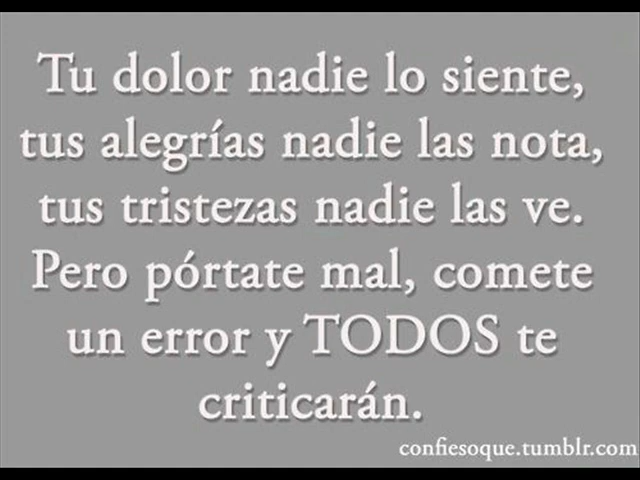 Tu dolor nadie lo siente,
tus alegrías nadie las nota,
tus tristezas nadie las ve.
Pero pórtate mal, comete
un error y TODOS te
criticarán.
confiesoque.tumblr.com